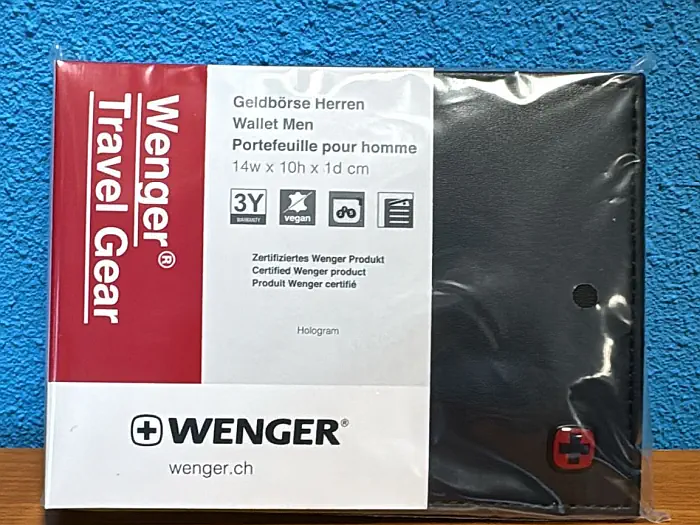 Wenger®
Travel Gear
Geldbörse Herren
Wallet Men
Portefeuille pour homme
14w x 10h x 1d cm
3Y
WARRANTY
vegan
Zertifiziertes Wenger Produkt
Certified Wenger product
Produit Wenger certifié
Hologram
WENGER®
wenger.ch